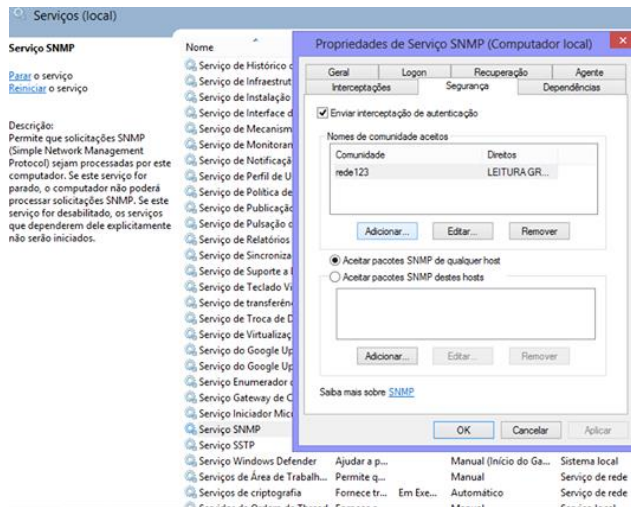 Serviços (local)
Serviço SNMP
Parar o serviço
Reiniciar o serviço
Descrição:
Permite que solicitações SNMP
(Simple Network Management
Protocol) sejam processadas por este
computador. Se este serviço for
parado, o computador não poderá
processar solicitações SNMP. Se este
serviço for desabilitado, os serviços
que dependerem dele explicitamente
não serão iniciados.
Nome
Serviço de Histórico
Serviço de Infraestrut
Serviço de Instalação
Serviço de Interface d
Serviço de Mecanism
Serviço de Monitoran
Serviço de Notificaçã
Serviço de Perfil de U
Serviço de Política de
Serviço de Publicação
Serviço de Pulsação
Serviço de Relatórios
Serviço de Sincroniza
Serviço de Suporte a
Serviço de Teclado Vi
Serviço de transferên
Serviço de Troca de D
Serviço de Virtualizaç
Serviço do Google Up
Serviço do Google Up
Serviço Enumerador
Serviço Gateway de C
Serviço Iniciador Micr
Serviço SNMP
Serviço SSTP
Serviço Windows Defender Ajudar a p... Manual (Início do Ga... Sistema local
Serviços de Área de Trabalh... Permite q... Manual Serviço de rede
Serviços de criptografia Fornece tr... Em Exe... Automático Serviço de rede
Propriedades de Serviço SNMP (Computador local)
Geral Logon Recuperação Agente
Interceptações Segurança Dependências
Enviar interceptação de autenticação
Nomes de comunidade aceitos
Comunidade Direitos
rede123 LEITURA GR...
Adicionar... Editar... Remover
Aceitar pacotes SNMP de qualquer host
Aceitar pacotes SNMP destes hosts
Adicionar... Editar... Remover
Saiba mais sobre SNMP
OK Cancelar Aplicar